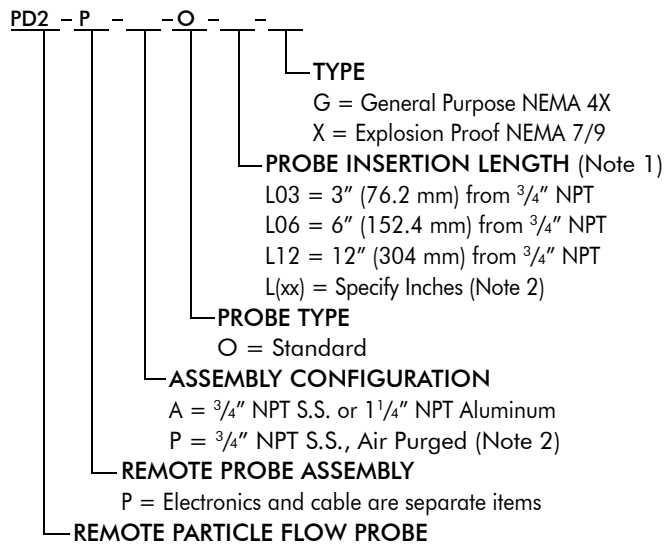 PD2 – P – – O – –
TYPE
G = General Purpose NEMA 4X
X = Explosion Proof NEMA 7/9
PROBE INSERTION LENGTH (Note 1)
L03 = 3" (76.2 mm) from 3/4" NPT
L06 = 6" (152.4 mm) from 3/4" NPT
L12 = 12" (304 mm) from 3/4" NPT
L(xx) = Specify Inches (Note 2)
PROBE TYPE
O = Standard
ASSEMBLY CONFIGURATION
A = 3/4" NPT S.S. or 1 1/4" NPT Aluminum
P = 3/4" NPT S.S., Air Purged (Note 2)
REMOTE PROBE ASSEMBLY
P = Electronics and cable are separate items
REMOTE PARTICLE FLOW PROBE